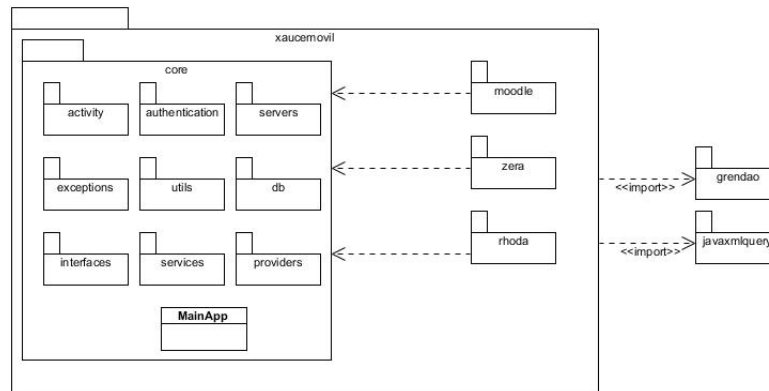 xaucemovil
core
activity
authentication
servers
moodle
exceptions
utils
db
zera
<<import>>
grendao
interfaces
services
providers
rhoda
<<import>>
javaxmlquery
MainApp